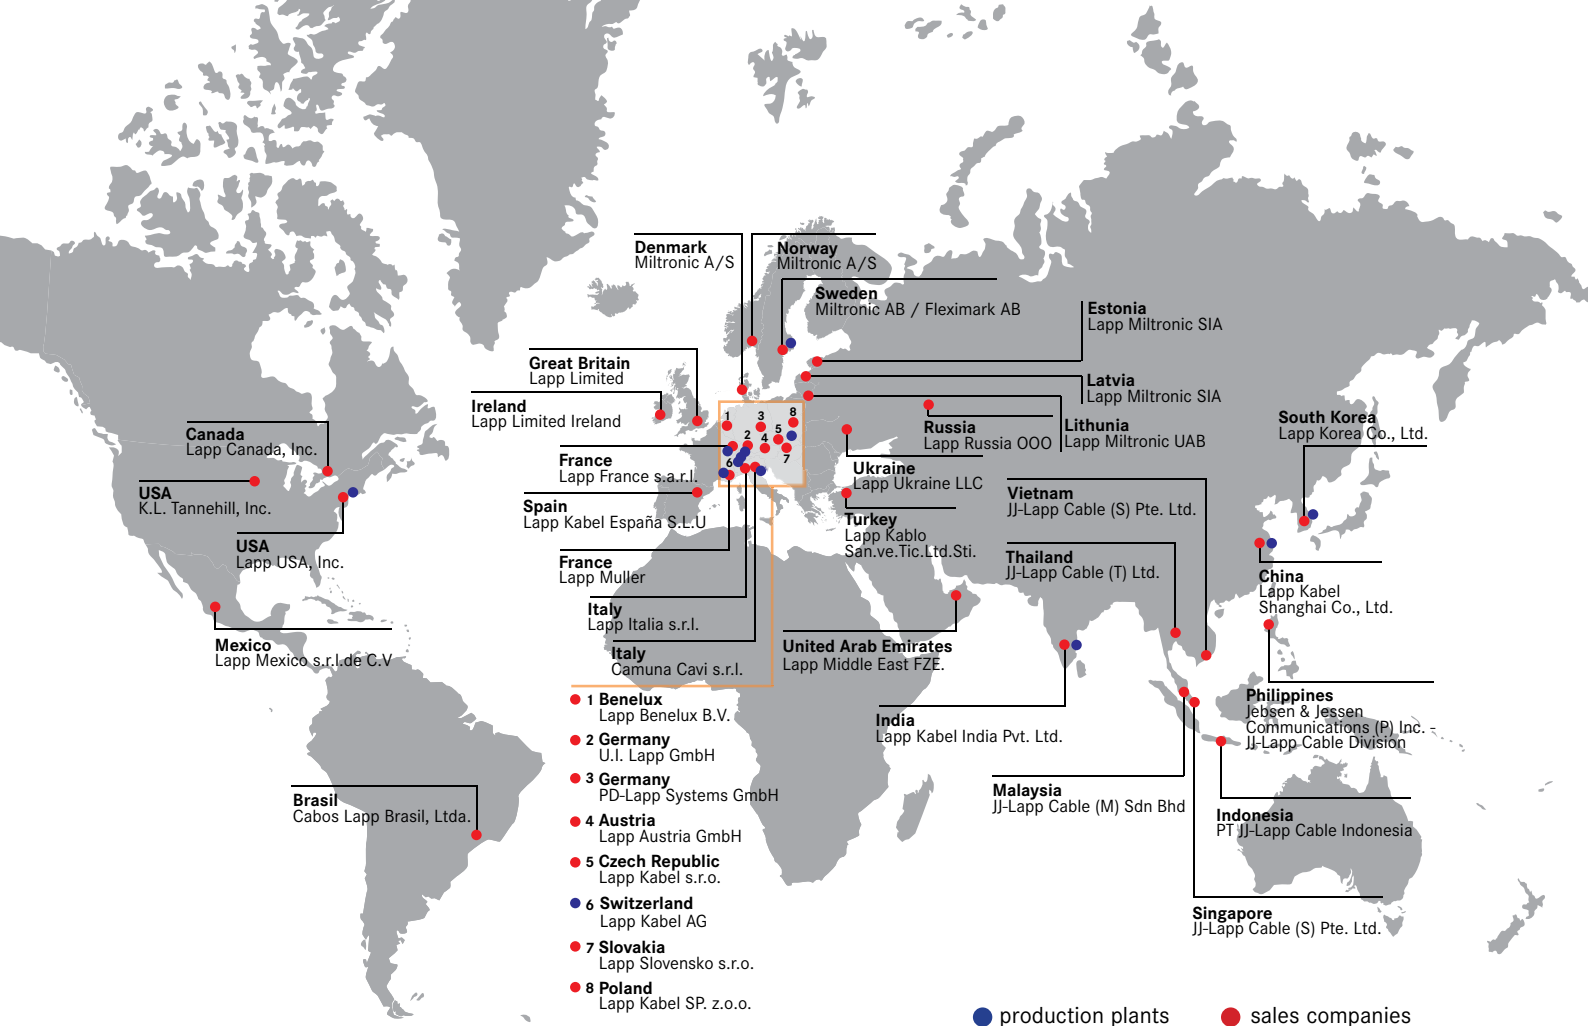 Denmark
Miltronic A/S
Norway
Miltronic A/S
Sweden
Miltronic AB / Fleximark AB
Estonia
Lapp Miltronic SIA
Great Britain
Lapp Limited
Latvia
Lapp Miltronic SIA
Ireland
Lapp Limited Ireland
Russia
Lapp Russia OOO
Lithunia
Lapp Miltronic UAB
South Korea
Lapp Korea Co., Ltd.
Canada
Lapp Canada, Inc.
1
3
8
2
4
5
6
7
France
Lapp France s.a.r.l.
Ukraine
Lapp Ukraine LLC
USA
K.L. Tannehill, Inc.
Spain
Lapp Kabel España S.L.U
Vietnam
JJ-Lapp Cable (S) Pte. Ltd.
Turkey
Lapp Kablo
San.ve.Tic.Ltd.Sti.
USA
Lapp USA, Inc.
France
Lapp Muller
Thailand
JJ-Lapp Cable (T) Ltd.
China
Lapp Kabel
Shanghai Co., Ltd.
Italy
Lapp Italia s.r.l.
Mexico
Lapp Mexico s.r.l.de C.V
Italy
Camuna Cavi s.r.l.
United Arab Emirates
Lapp Middle East FZE.
Philippines
Jebsen & Jessen
Communications (P) Inc. -
JJ-Lapp Cable Division
India
Lapp Kabel India Pvt. Ltd.
Malaysia
JJ-Lapp Cable (M) Sdn Bhd
Indonesia
PT JJ-Lapp Cable Indonesia
Brasil
Cabos Lapp Brasil, Ltda.
Singapore
JJ-Lapp Cable (S) Pte. Ltd.
1 Benelux
Lapp Benelux B.V.
2 Germany
U.I. Lapp GmbH
3 Germany
PD-Lapp Systems GmbH
4 Austria
Lapp Austria GmbH
5 Czech Republic
Lapp Kabel s.r.o.
6 Switzerland
Lapp Kabel AG
7 Slovakia
Lapp Slovensko s.r.o.
8 Poland
Lapp Kabel SP. z.o.o.
production plants
sales companies